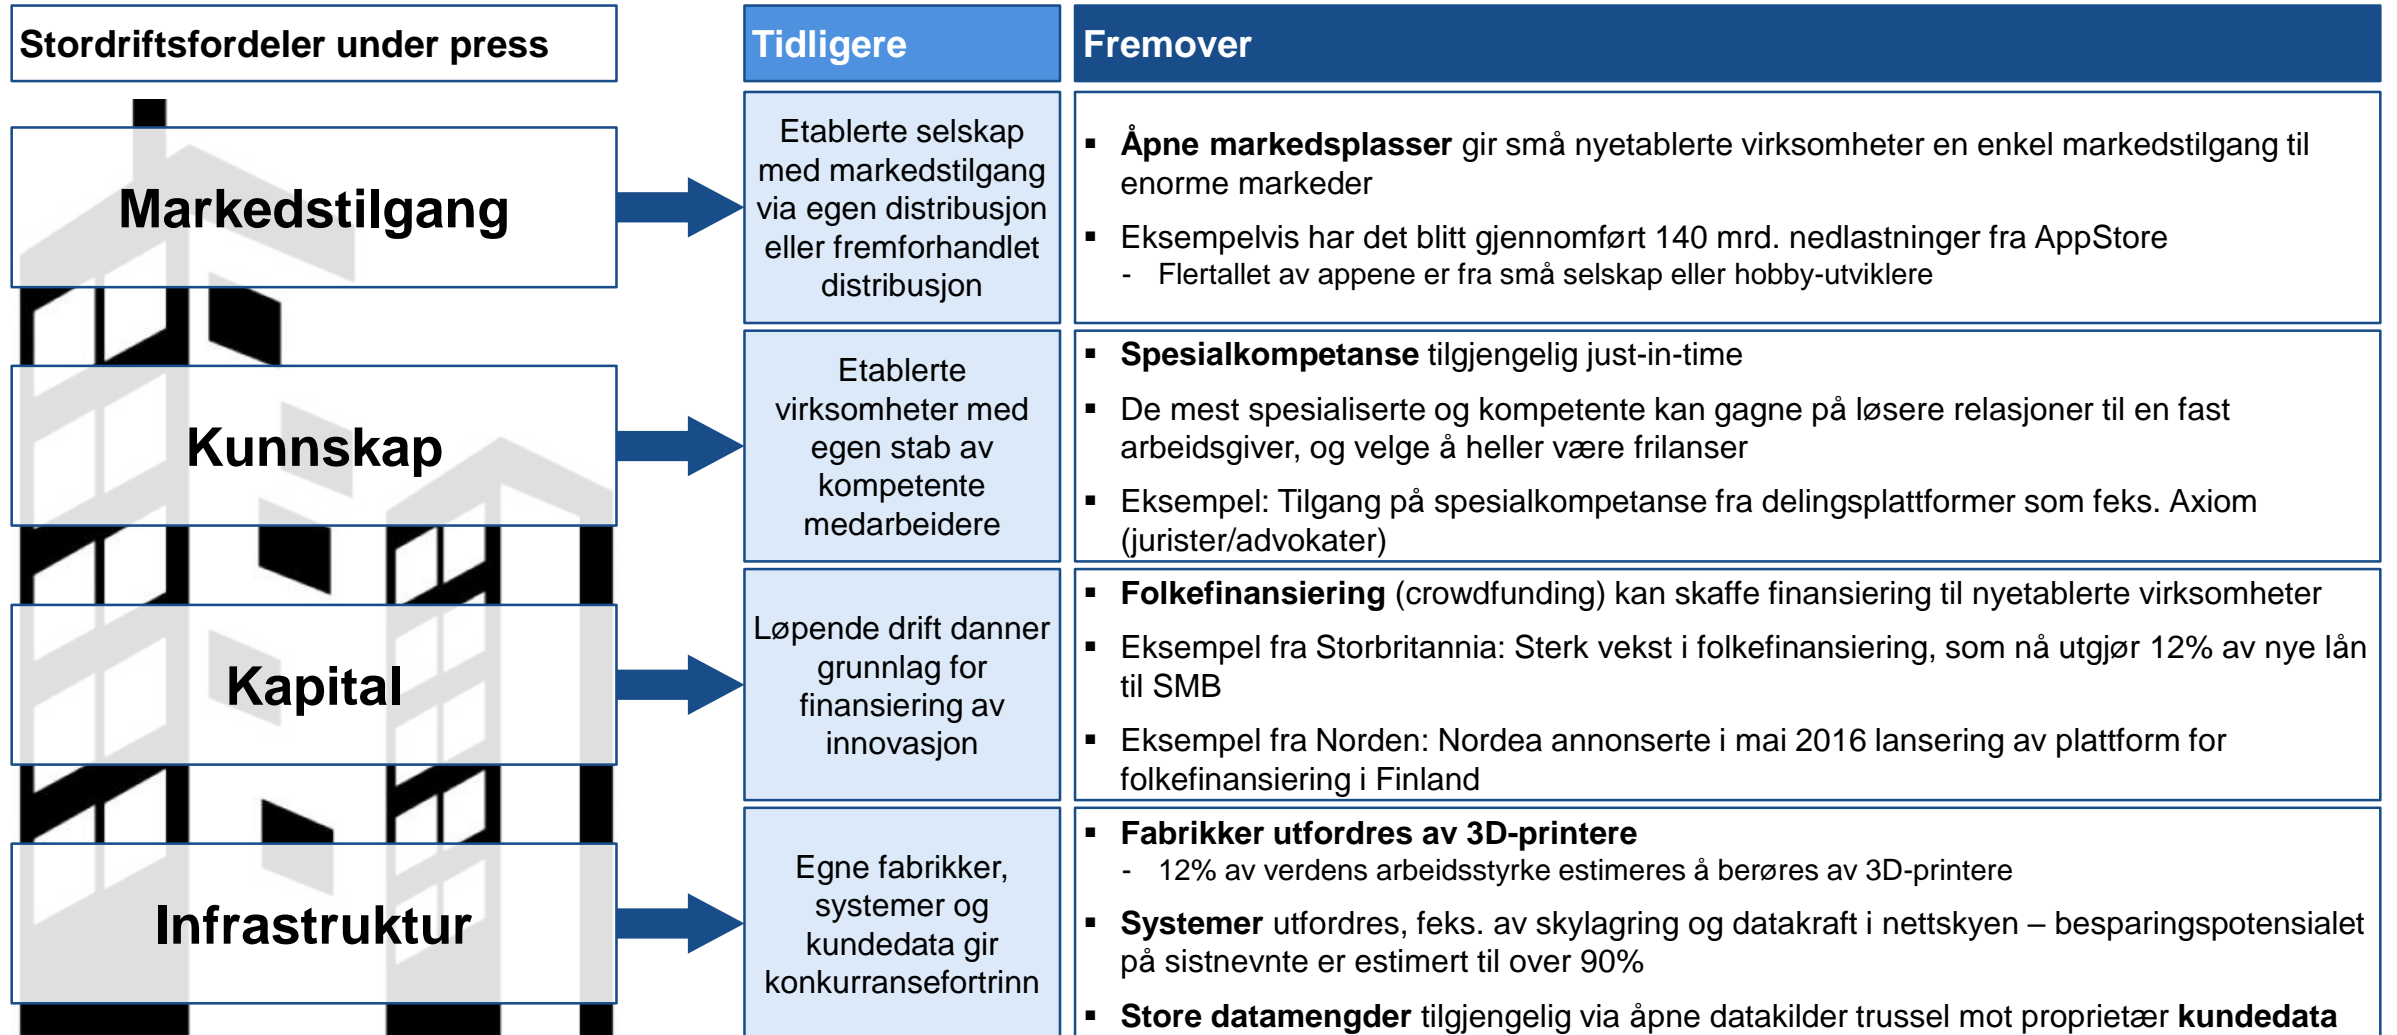 Stordriftsfordeler under press
Tidligere
Fremover
Markedstilgang
Etablerte selskap
med markedstilgang
via egen distribusjon
eller fremforhandlet
distribusjon
▪ Åpne markedsplasser gir små nyetablerte virksomheter en enkel markedstilgang til
enorme markeder
▪ Eksempelvis har det blitt gjennomført 140 mrd. nedlastninger fra AppStore
- Flertallet av appene er fra små selskap eller hobby-utviklere
Kunnskap
Etablerte
virksomheter med
egen stab av
kompetente
medarbeidere
▪ Spesialkompetanse tilgjengelig just-in-time
▪ De mest spesialiserte og kompetente kan gagne på løsere relasjoner til en fast
arbeidsgiver, og velge å heller være frilanser
▪ Eksempel: Tilgang på spesialkompetanse fra delingsplattformer som feks. Axiom
(jurister/advokater)
Kapital
Løpende drift danner
grunnlag for
finansiering av
innovasjon
▪ Folkefinansiering (crowdfunding) kan skaffe finansiering til nyetablerte virksomheter
▪ Eksempel fra Storbritannia: Sterk vekst i folkefinansiering, som nå utgjør 12% av nye lån
til SMB
▪ Eksempel fra Norden: Nordea annonserte i mai 2016 lansering av plattform for
folkefinansiering i Finland
Infrastruktur
Egne fabrikker,
systemer og
kundedata gir
konkurransefortrinn
▪ Fabrikker utfordres av 3D-printere
- 12% av verdens arbeidsstyrke estimeres å berøres av 3D-printere
▪ Systemer utfordres, feks. av skylagring og datakraft i nettskyen – besparingspotensialet
på sistnevnte er estimert til over 90%
▪ Store datamengder tilgjengelig via åpne datakilder trussel mot proprietær kundedata